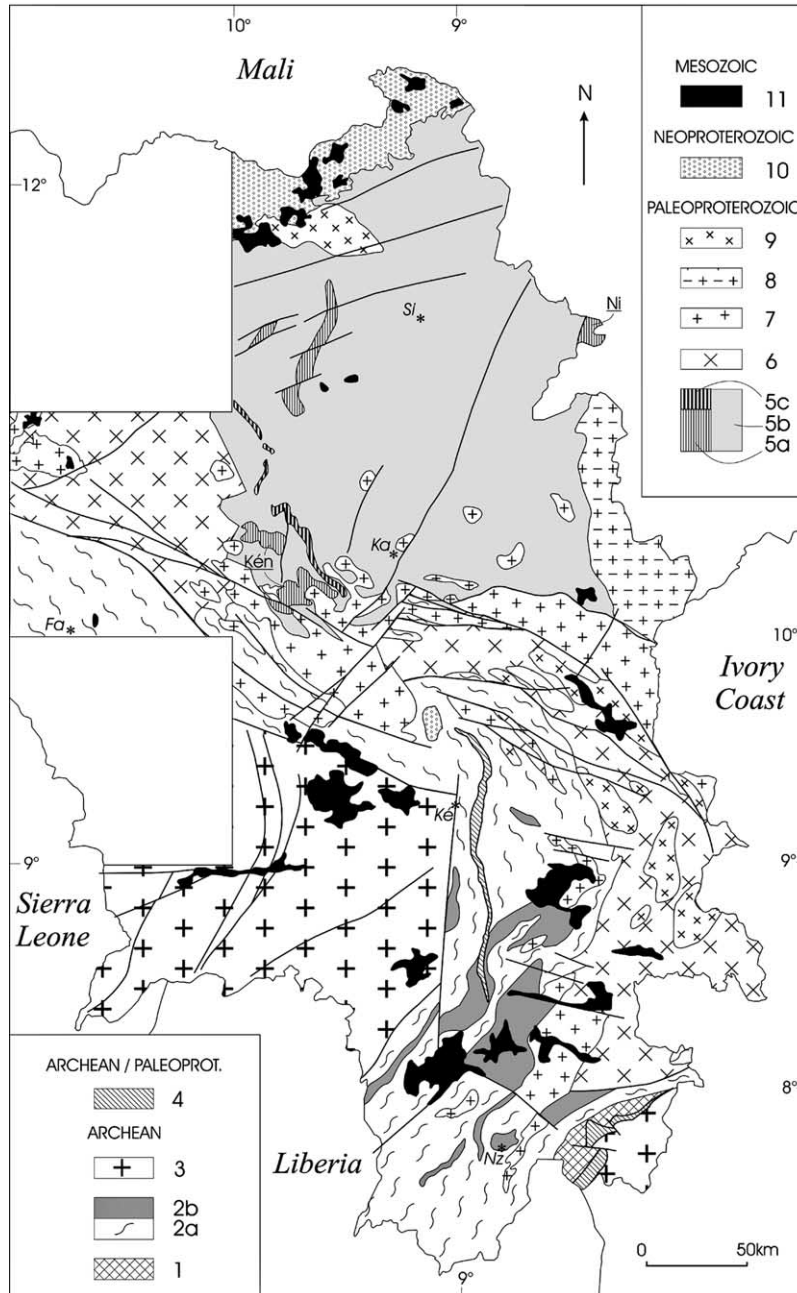 10°
9°
Mali
N
12°
MESOZOIC
11
NEOPROTEROZOIC
10
PALEOPROTEROZOIC
9
8
7
6
5c
5b
5a
Si
Ni
Ka
Kén
Fa
10°
Ivory
Coast
Ké
9°
9°
Sierra
Leone
8°
Liberia
Nz
ARCHEAN / PALEOPROT.
4
ARCHEAN
3
2b
2a
1
0 50km
9°